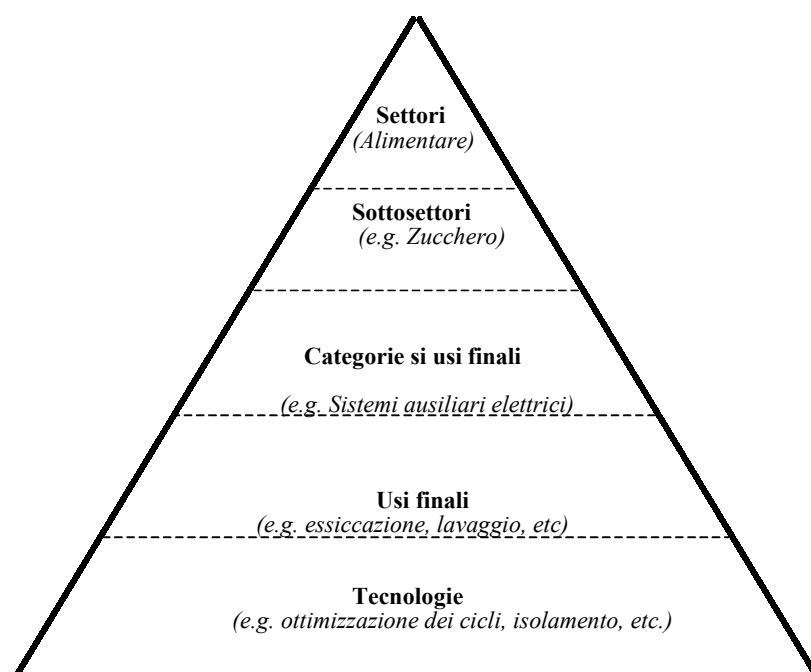 Settori
(Alimentare)
Sottosettori
(e.g. Zucchero)
Categorie si usi finali
(e.g. Sistemi ausiliari elettrici)
Usi finali
(e.g. essiccazione, lavaggio, etc)
Tecnologie
(e.g. ottimizzazione dei cicli, isolamento, etc.)